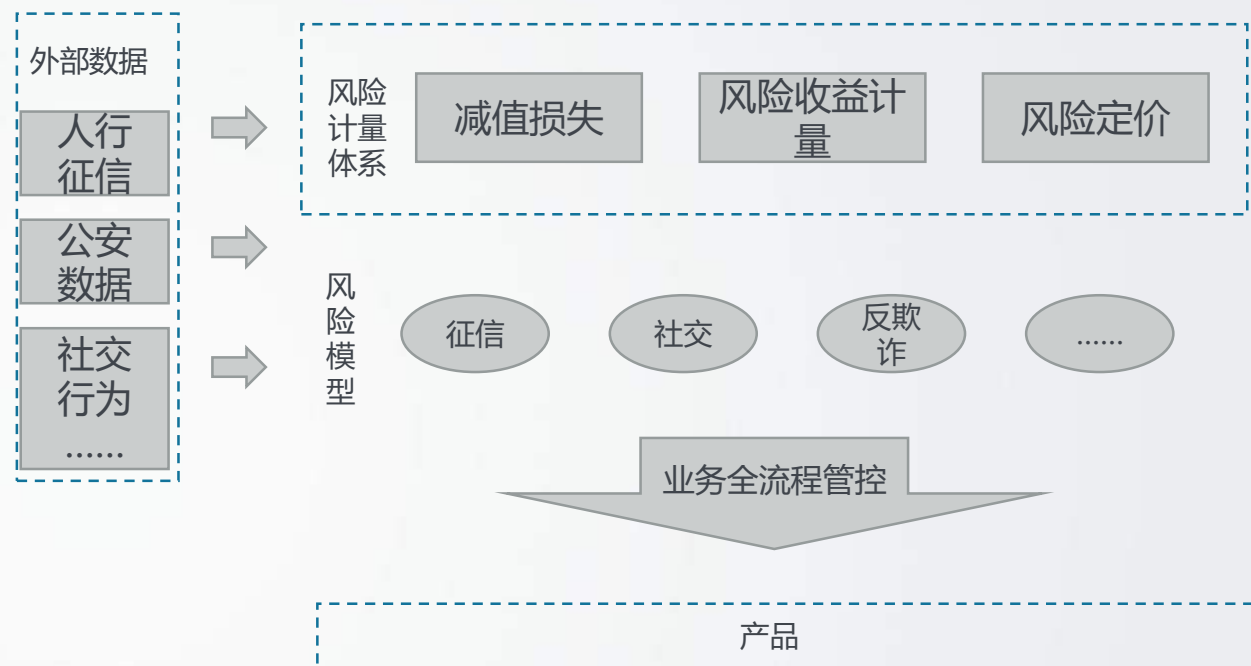 外部数据
人行
征信
公安
数据
社交
行为
......
风险
计量
体系
减值损失
风险收益计
量
风险定价
风
险
模
型
征信
社交
反欺
诈
......
业务全流程管控
产品